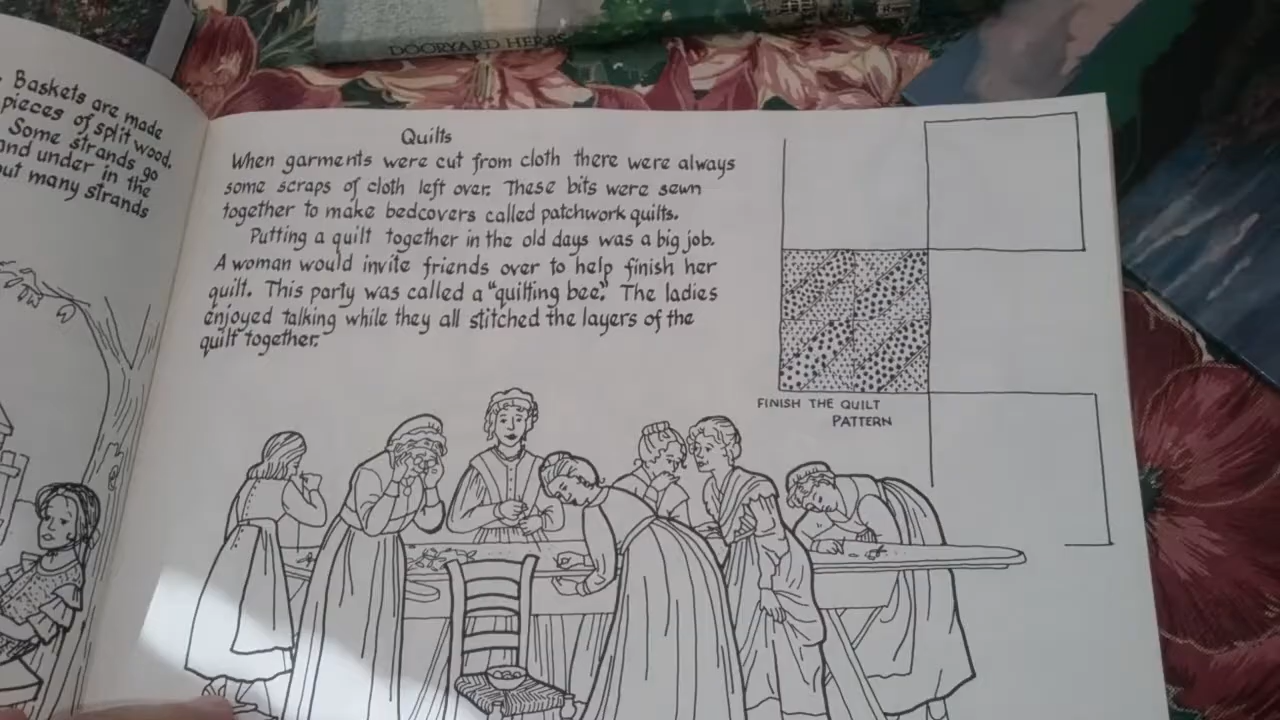 DOORYARD HERBS
Baskets are made
pieces of split wood.
Some strands go
and under in the
but many strands
Quilts
When garments were cut from cloth there were always
some scraps of cloth left over. These bits were sewn
together to make bedcovers called patchwork quilts.
Putting a quilt together in the old days was a big job.
A woman would invite friends over to help finish her
quilt. This party was called a "quilting bee." The ladies
enjoyed talking while they all stitched the layers of the
quilt together.
FINISH THE QUILT
PATTERN